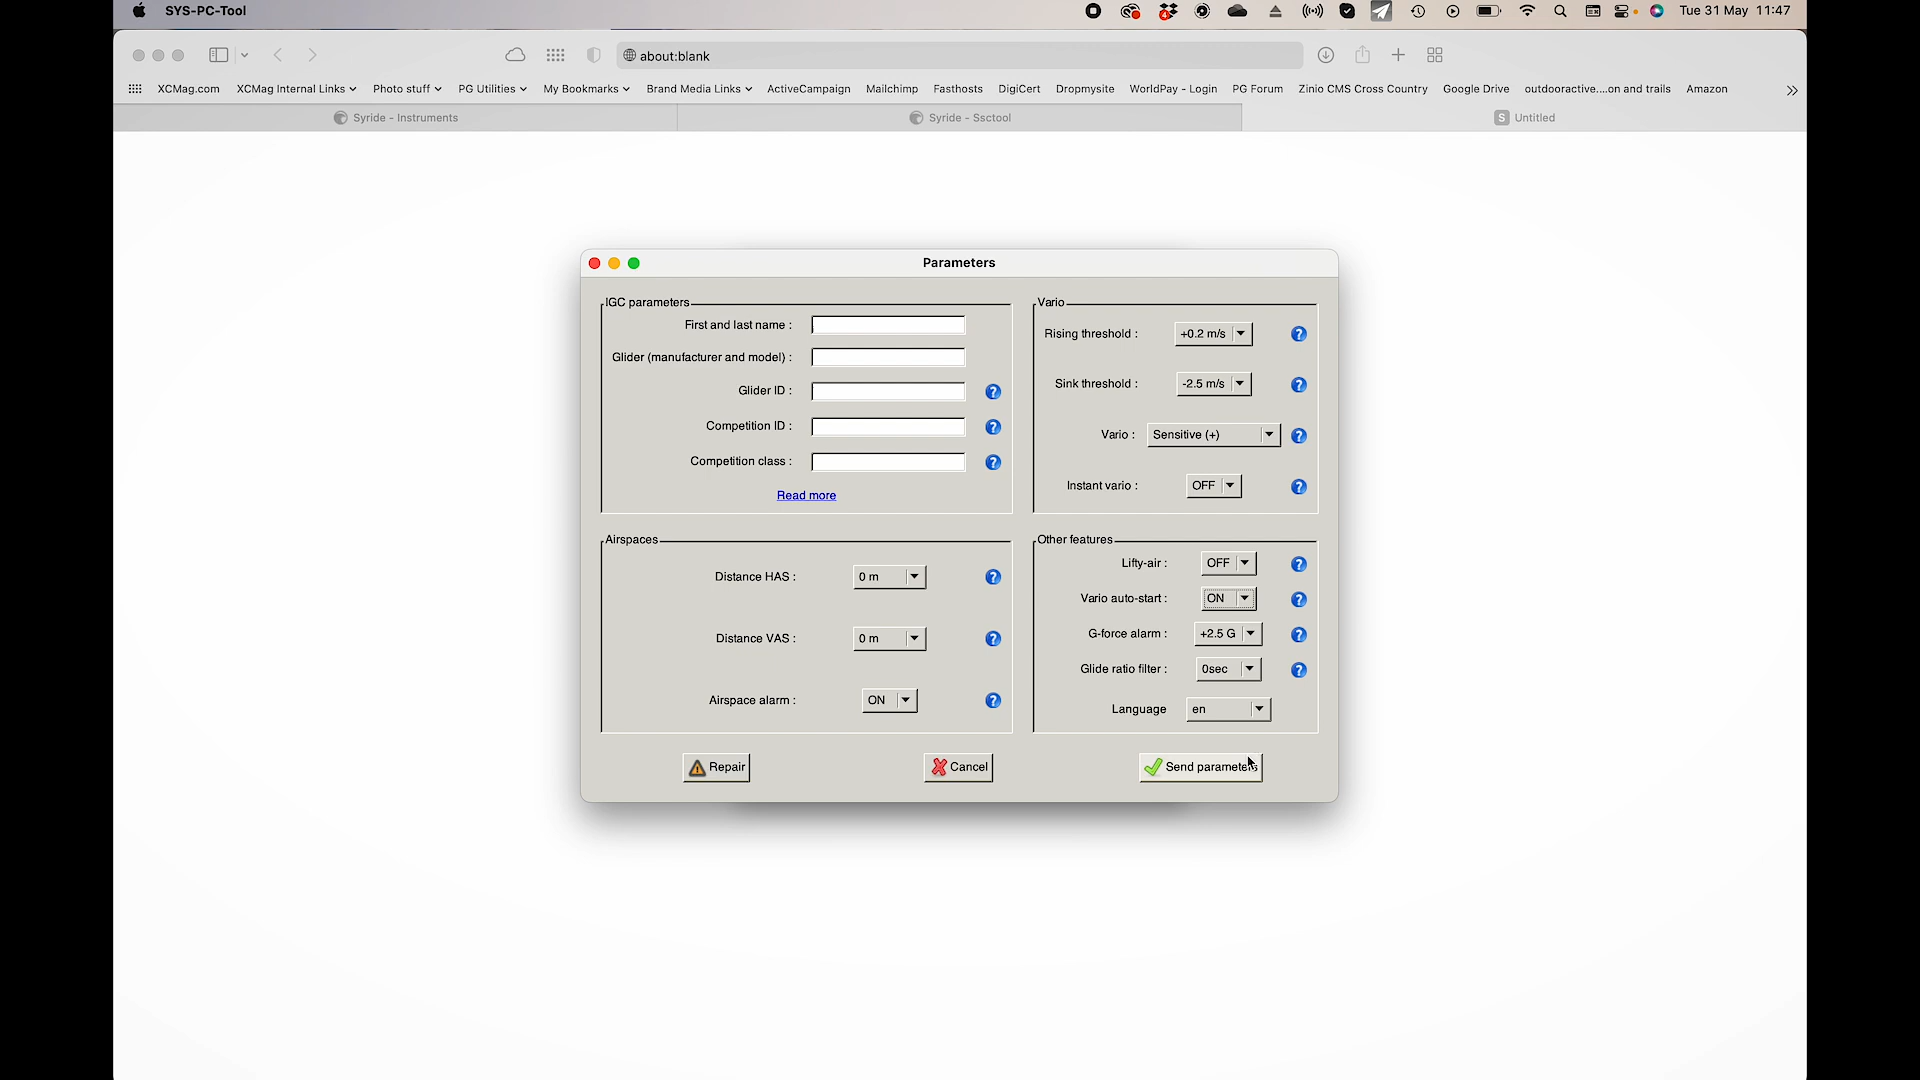 SYS-PC-Tool
Tue 31 May 11:47
about:blank
XCMag.com XCMag Internal Links Photo stuff PG Utilities My Bookmarks Brand Media Links ActiveCampaign Mailchimp Fasthosts DigiCert Dropmysite WorldPay - Login PG Forum Zinio CMS Cross Country Google Drive outdooractive....on and trails Amazon
Syride - Instruments
Syride - Ssctool
S Untitled
Parameters
IGC parameters
First and last name :
Glider (manufacturer and model) :
Glider ID :
Competition ID :
Competition class :
Read more
Vario
Rising threshold : +0.2 m/s
Sink threshold : -2.5 m/s
Vario : Sensitive (+)
Instant vario : OFF
Airspaces
Distance HAS : 0 m
Distance VAS : 0 m
Airspace alarm : ON
Other features
Lifty-air : OFF
Vario auto-start : ON
G-force alarm : +2.5 G
Glide ratio filter : 0sec
Language en
Repair
Cancel
Send parameters